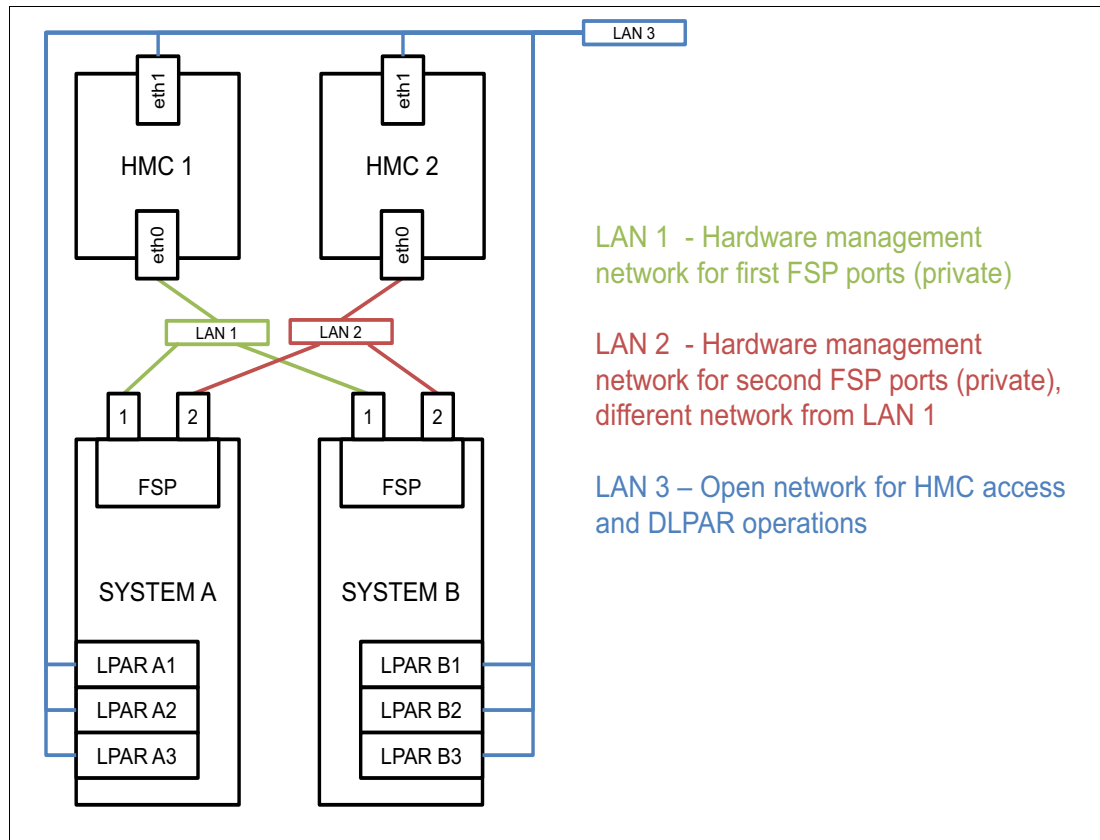 LAN 3
eth1
eth1
HMC 1
HMC 2
eth0
eth0
LAN 1
LAN 2
1
2
1
2
FSP
FSP
SYSTEM A
SYSTEM B
LPAR A1
LPAR B1
LPAR A2
LPAR B2
LPAR A3
LPAR B3
LAN 1 - Hardware management
network for first FSP ports (private)
LAN 2 - Hardware management
network for second FSP ports (private),
different network from LAN 1
LAN 3 – Open network for HMC access
and DLPAR operations